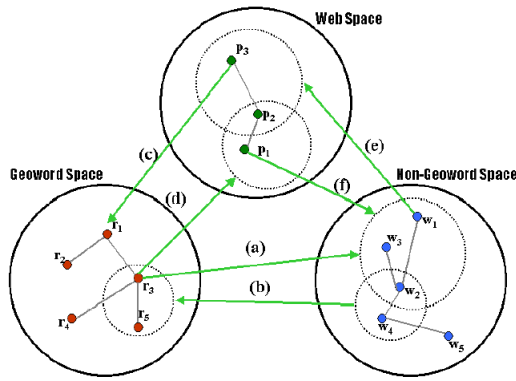 Web Space
P3
P2
P1
(c)
(e)
Geoword Space
(d)
(f)
Non-Geoword Space
r1
r2
r3
r4
r5
(a)
(b)
w1
w3
w2
w4
w5